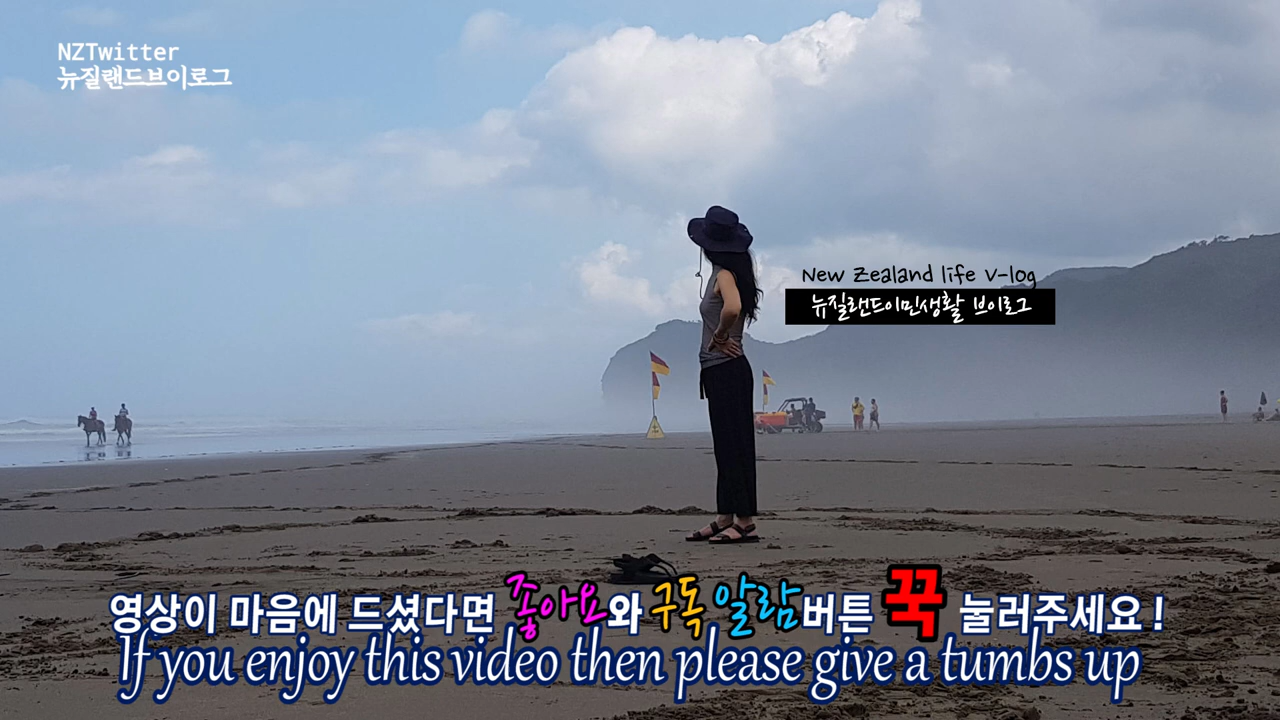 NZTwitter
뉴질랜드브이로그
New Zealand life V-log
뉴질랜드이민생활 브이로그
영상이 마음에 드셨다면 좋아요와 구독 알람버튼 꾹 눌러주세요 !
If you enjoy this video then please give a tumbs up